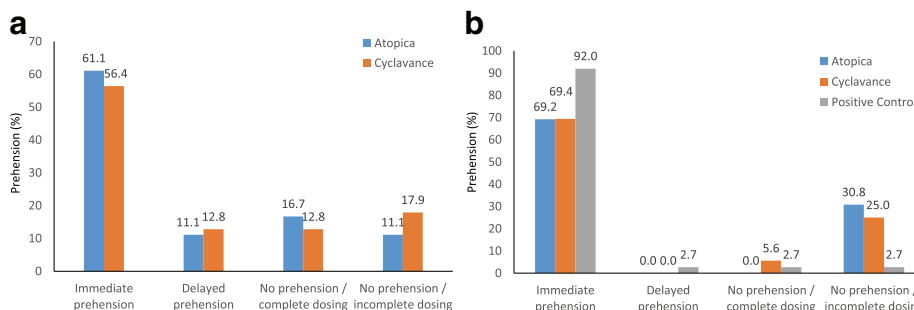 a
70
60
50
40
30
20
10
0
Prehension (%)
Atopica
Cyclavance
61.1
56.4
11.1
12.8
16.7
12.8
11.1
17.9
Immediate
prehension
Delayed
prehension
No prehension /
complete dosing
No prehension /
incomplete dosing
b
100
90
80
70
60
50
40
30
20
10
0
Prehension (%)
Atopica
Cyclavance
Positive Contro
69.2
69.4
92.0
0.0
0.0
2.7
0.0
5.6
2.7
30.8
25.0
2.7
Immediate
prehension
Delayed
prehension
No prehension /
complete dosing
No prehension /
incomplete dosing